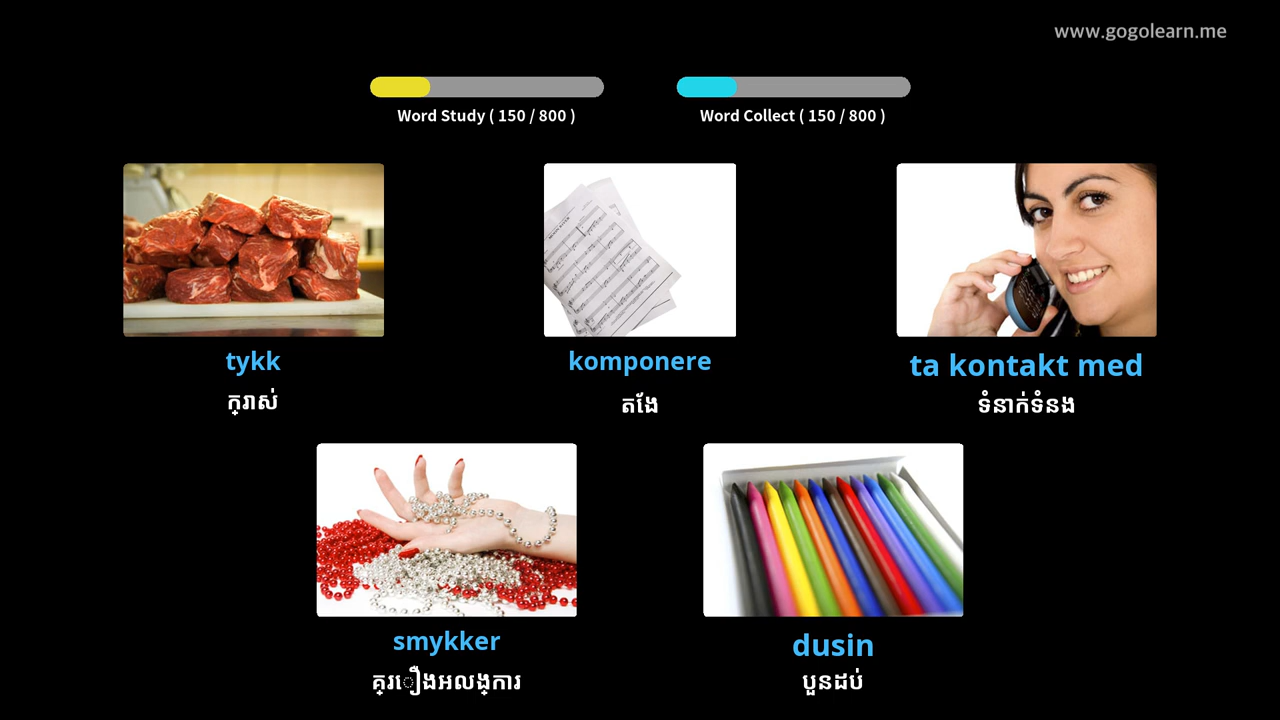 www.gogolearn.me
Word Study ( 150 / 800 )
Word Collect ( 150 / 800 )
tykk
ក្រាស់
komponere
តែង
ta kontakt med
ទំនាក់ទំនង
smykker
គ្រឿងអលង្ការ
dusin
បួនដប់